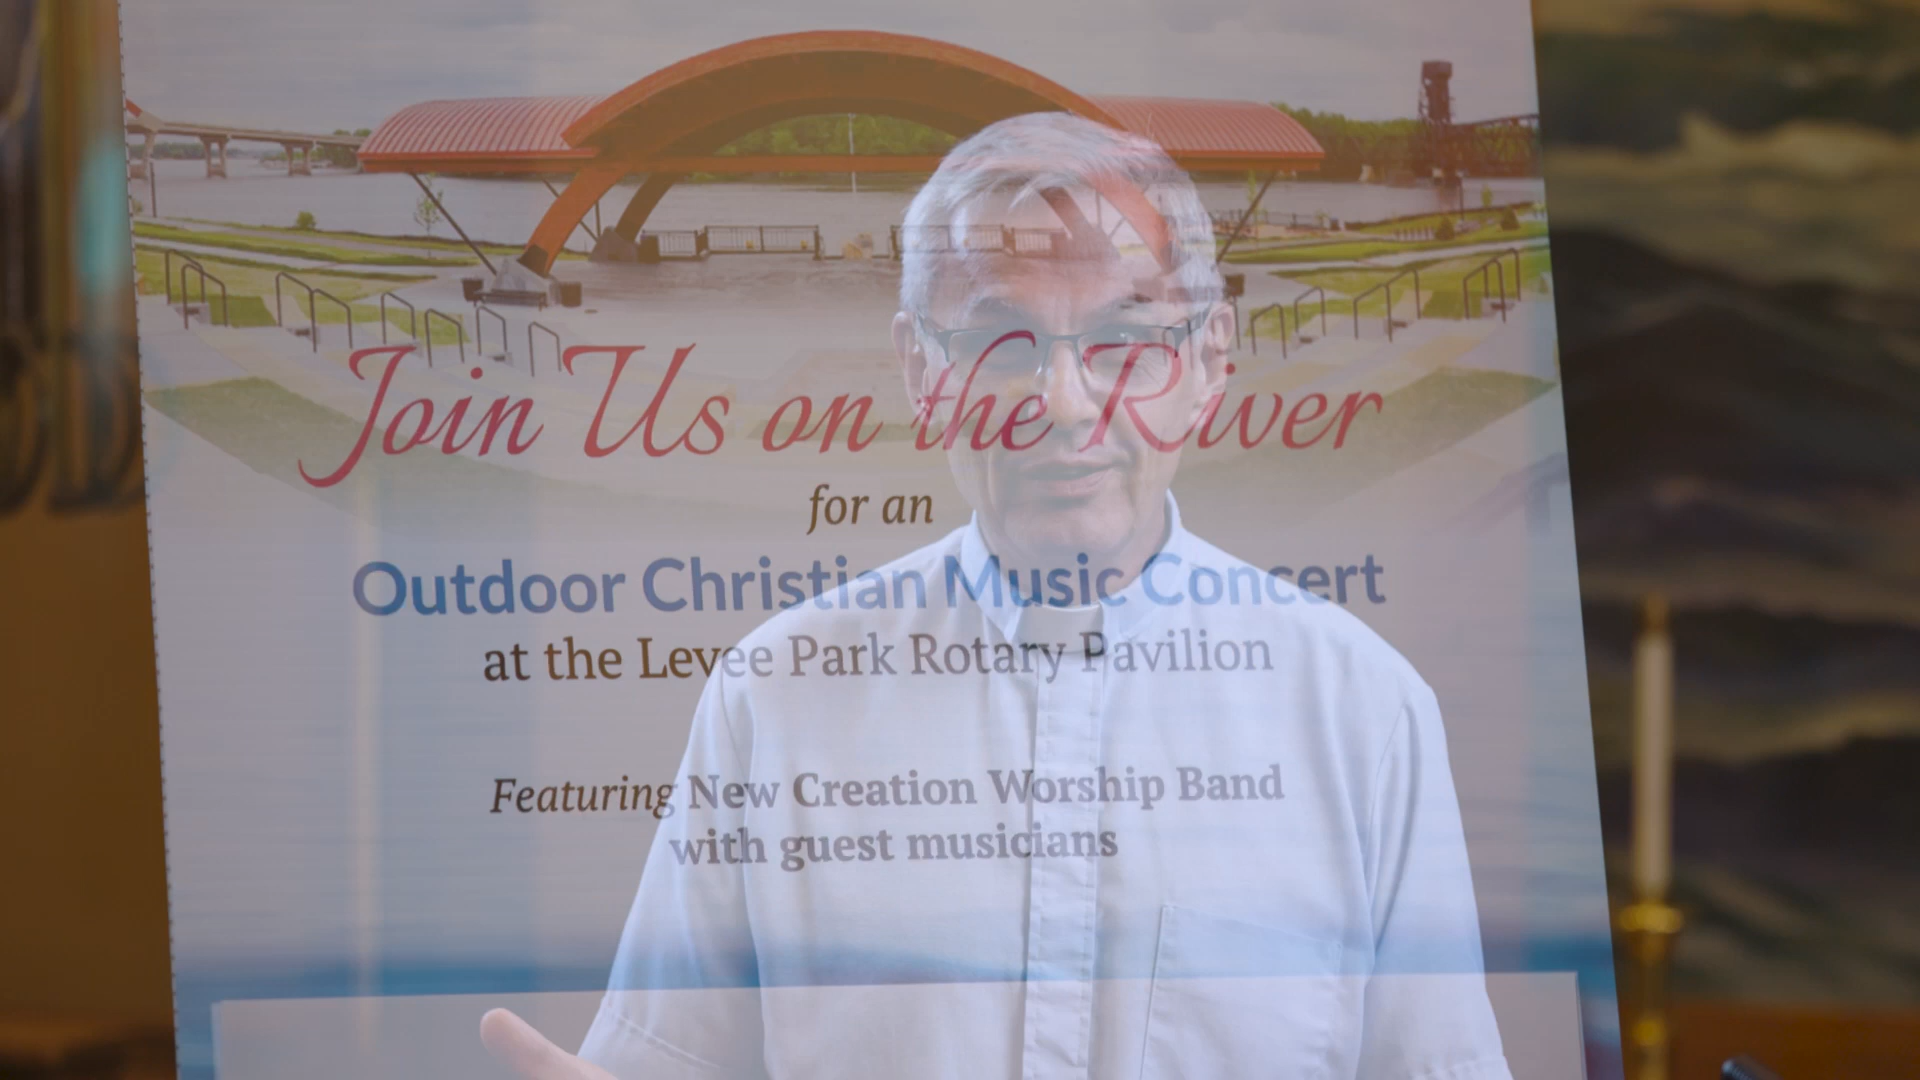 Join Us on the River
for an
Outdoor Christian Music Concert
at the Levee Park Rotary Pavilion
Featuring New Creation Worship Band
with guest musicians